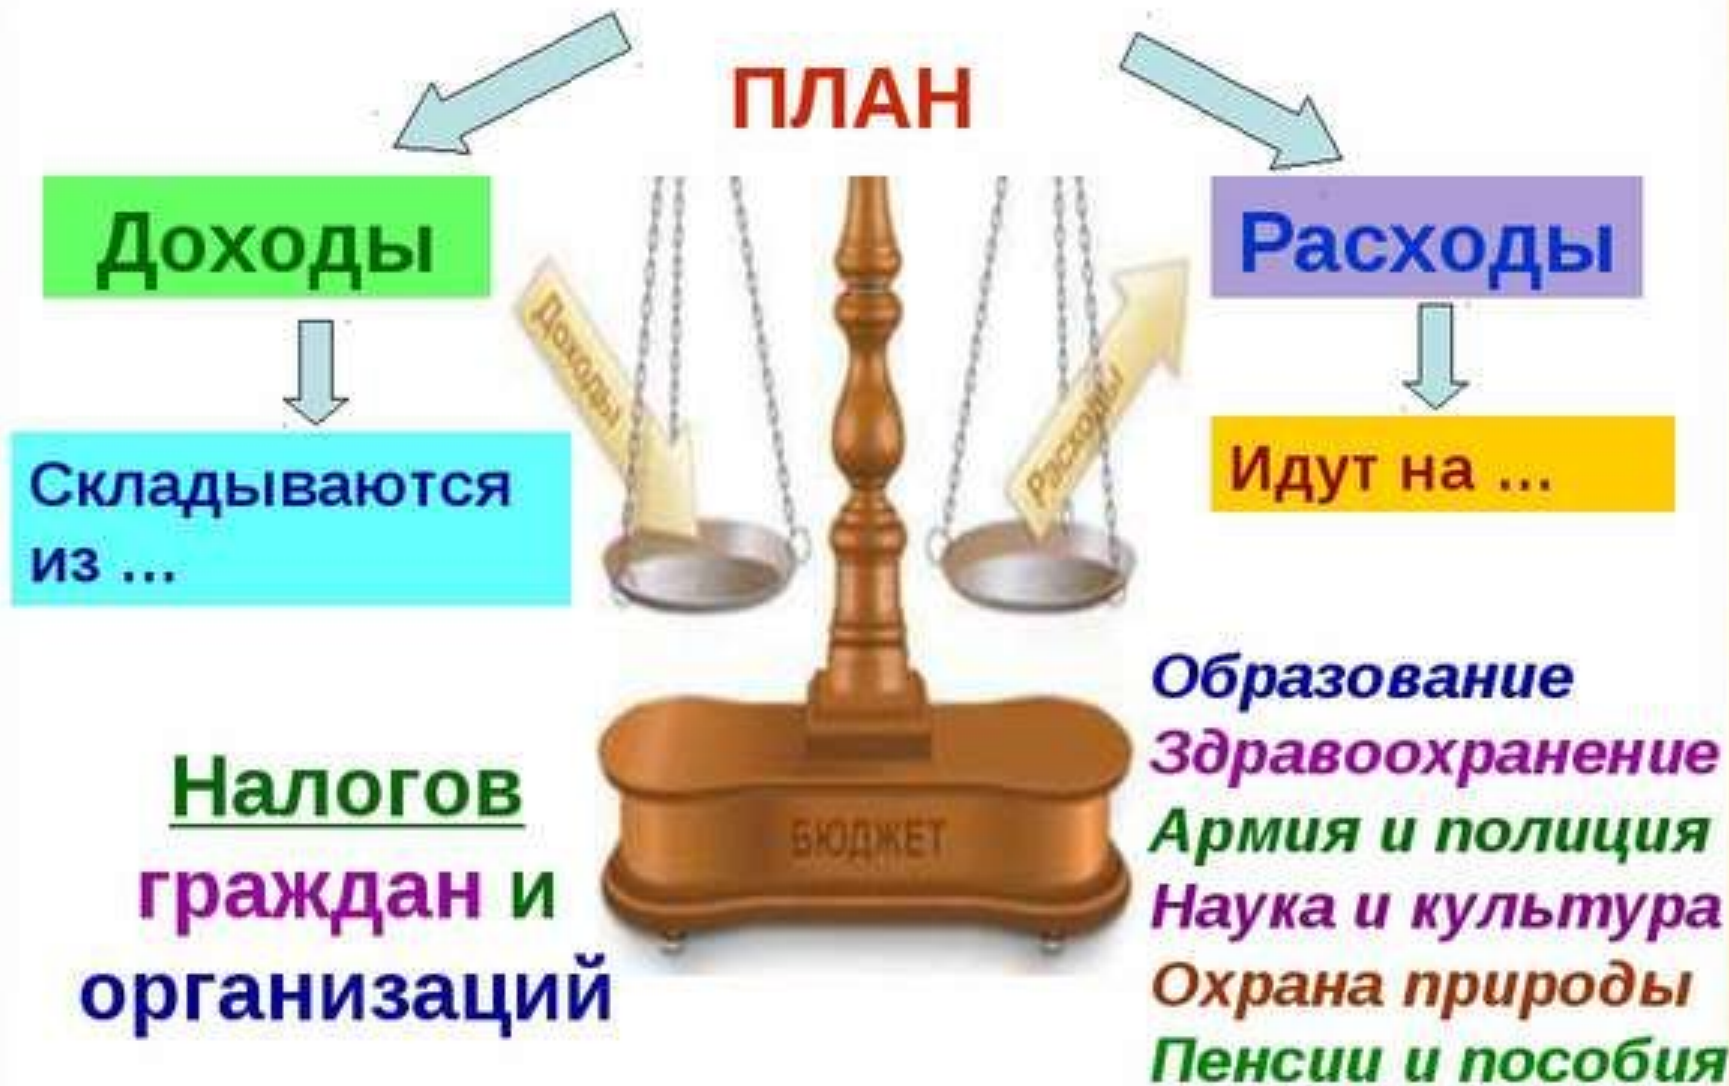 ПЛАН
Доходы
Расходы
Доходы
Расходы
Складываются
из ...
Идут на ...
Налогов
граждан и
организаций
БЮДЖЕТ
Образование
Здравоохранение
Армия и полиция
Наука и культура
Охрана природы
Пенсии и пособия